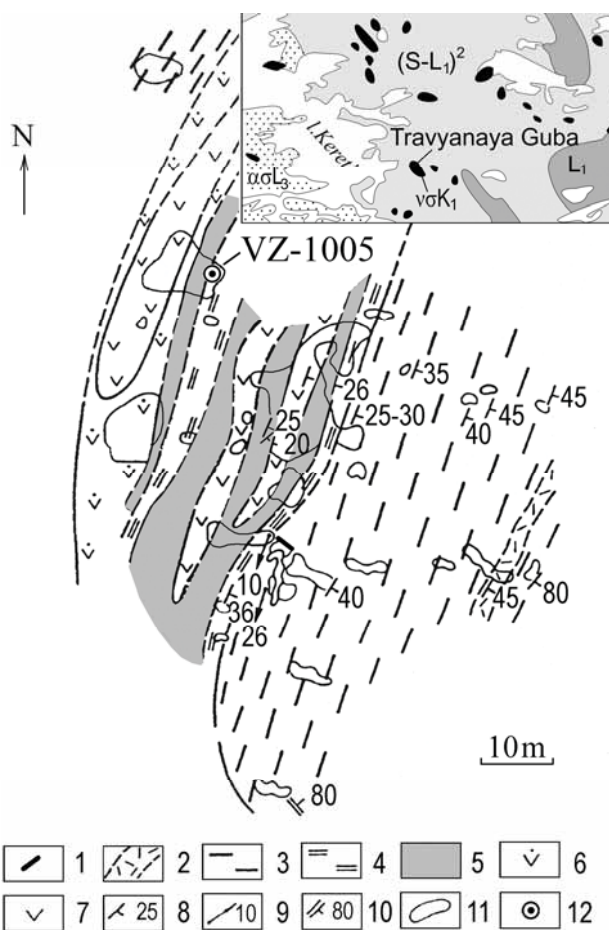 N
(S-L₁)²
l.Keret'
Travyanaya Guba
ασL₃
νσK₁
L₁
VZ-1005
35
26
45
45
25
25-30
20
40
10
40
45
80
36
26
10m
80
1 2 3 4 5 6
7 25 8 10 9 80 10 11 12